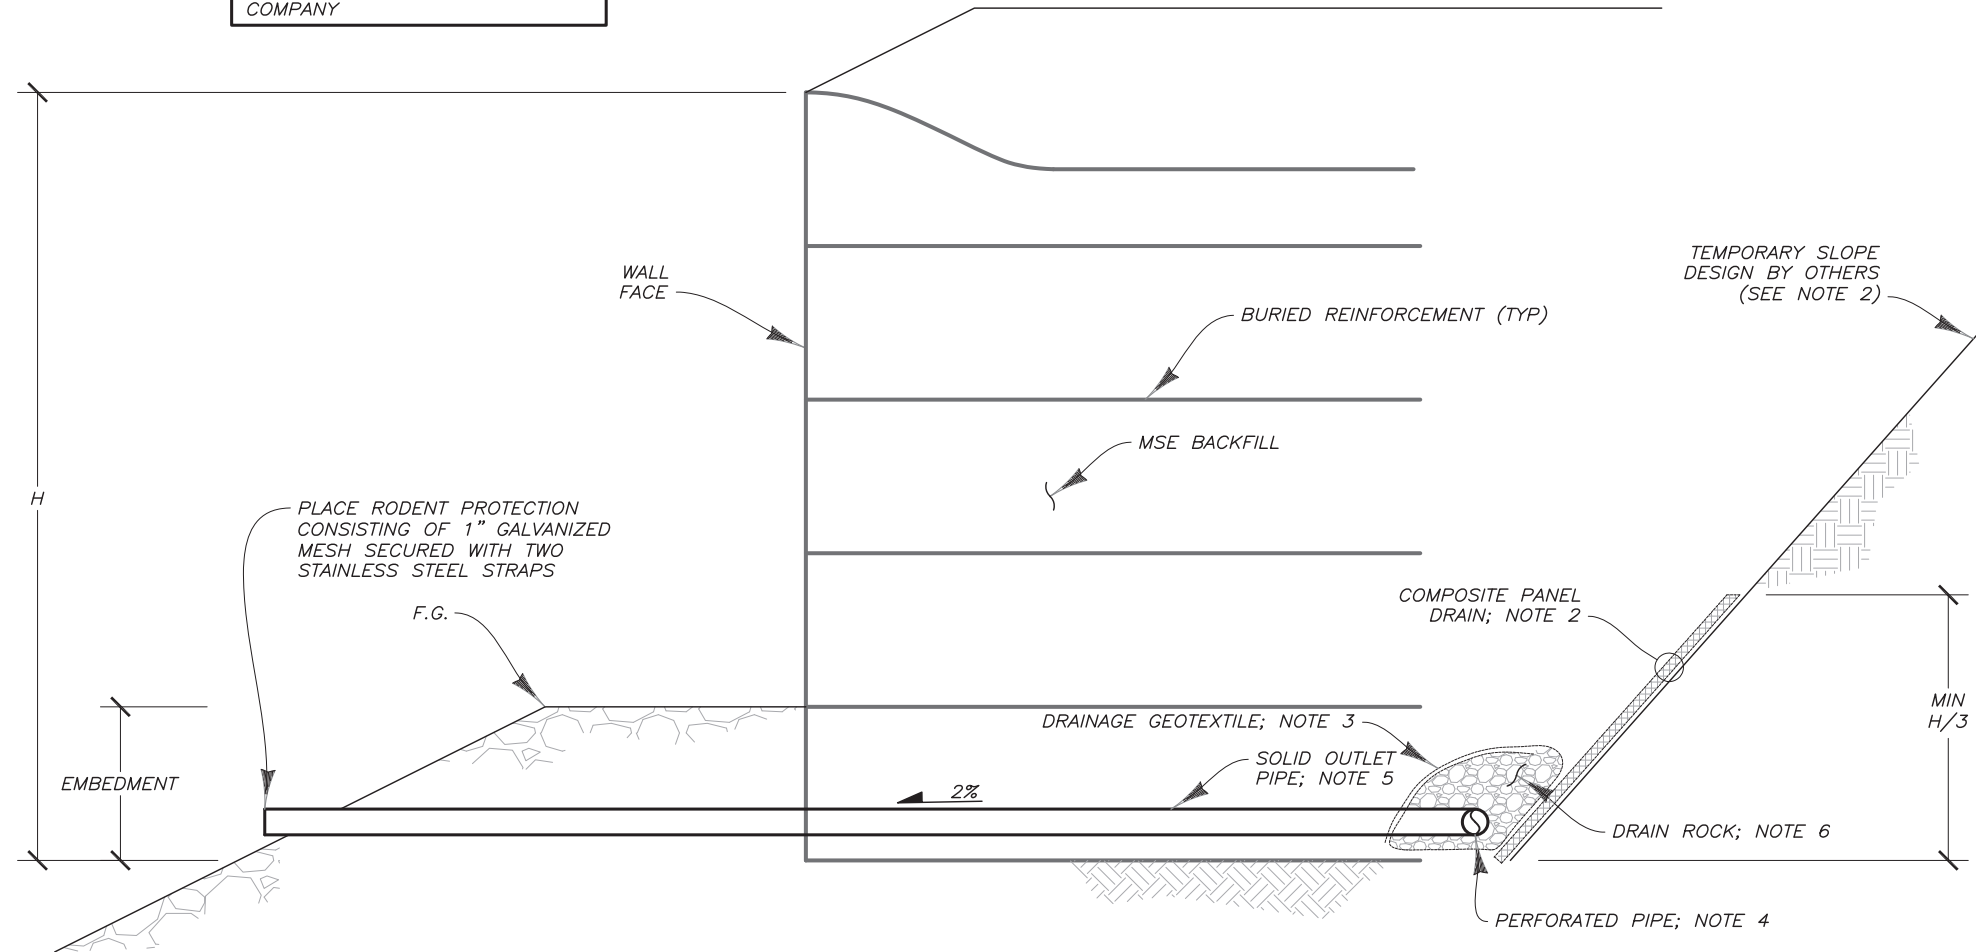 COMPANY
TEMPORARY SLOPE
DESIGN BY OTHERS
(SEE NOTE 2)
WALL
FACE
BURIED REINFORCEMENT (TYP)
MSE BACKFILL
H
PLACE RODENT PROTECTION
CONSISTING OF 1" GALVANIZED
MESH SECURED WITH TWO
STAINLESS STEEL STRAPS
F.G.
COMPOSITE PANEL
DRAIN; NOTE 2
MIN
H/3
DRAINAGE GEOTEXTILE; NOTE 3
SOLID OUTLET
PIPE; NOTE 5
EMBEDMENT
2%
DRAIN ROCK; NOTE 6
PERFORATED PIPE; NOTE 4